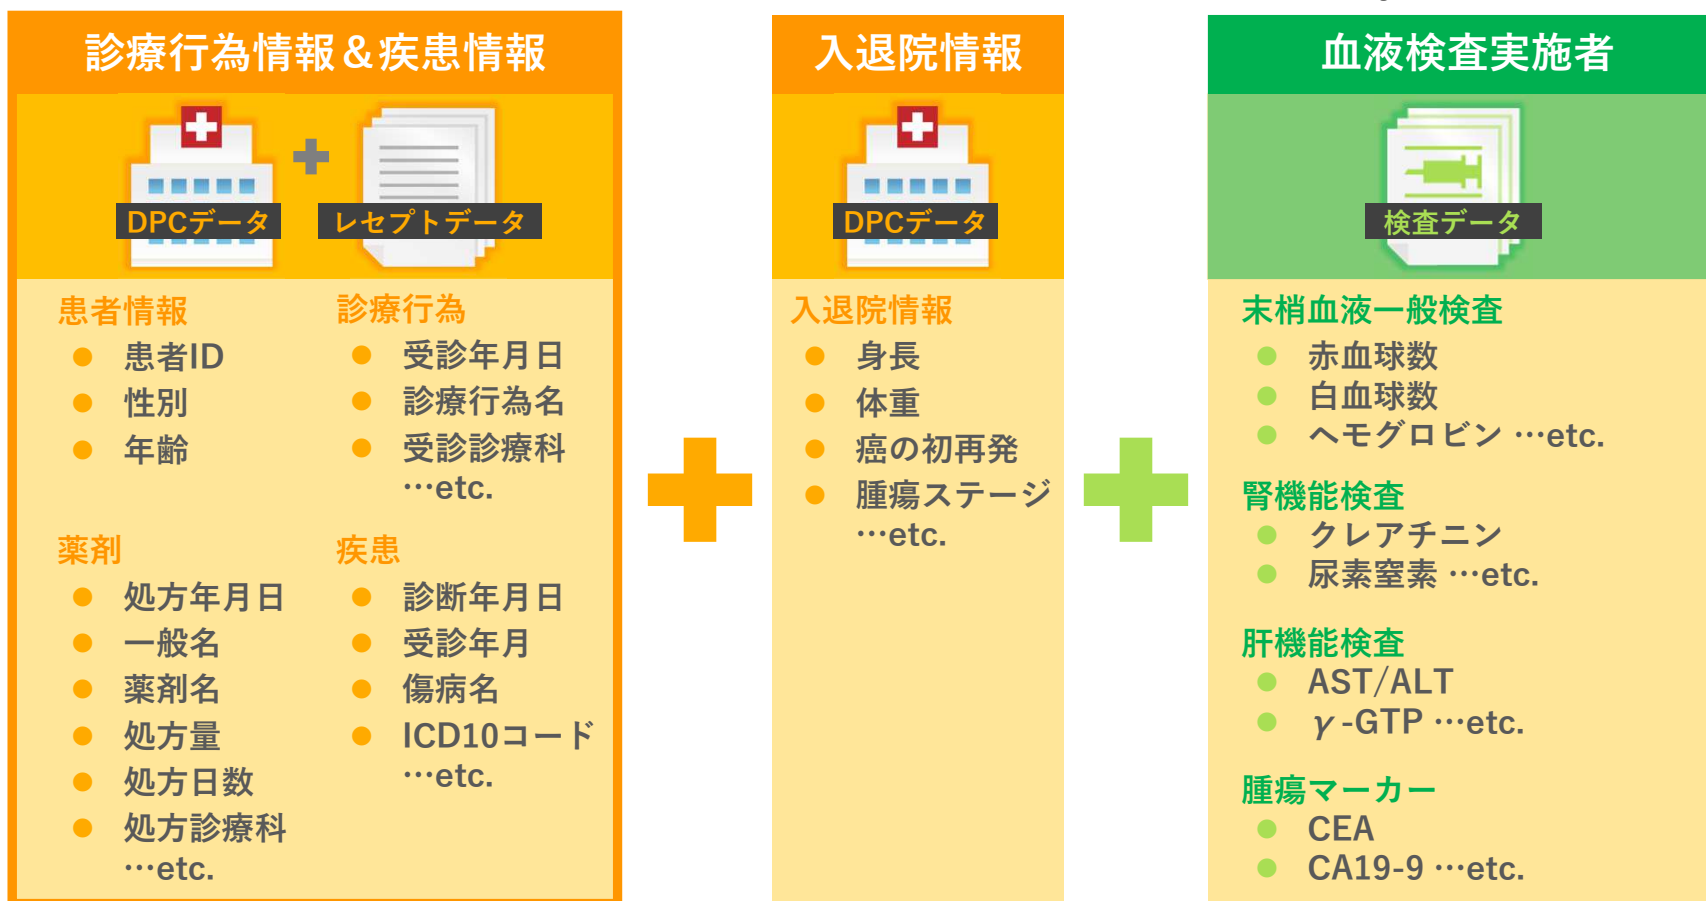 診療行為情報＆疾患情報
DPCデータ
レセプトデータ
患者情報
患者ID
性別
年齢
診療行為
受診年月日
診療行為名
受診診療科
…etc.
薬剤
処方年月日
一般名
薬剤名
処方量
処方日数
処方診療科
…etc.
疾患
診断年月日
受診年月
傷病名
ICD10コード
…etc.
入退院情報
DPCデータ
入退院情報
身長
体重
癌の初再発
腫瘍ステージ
…etc.
血液検査実施者
検査データ
末梢血液一般検査
赤血球数
白血球数
ヘモグロビン …etc.
腎機能検査
クレアチニン
尿素窒素 …etc.
肝機能検査
AST/ALT
γ-GTP …etc.
腫瘍マーカー
CEA
CA19-9 …etc.